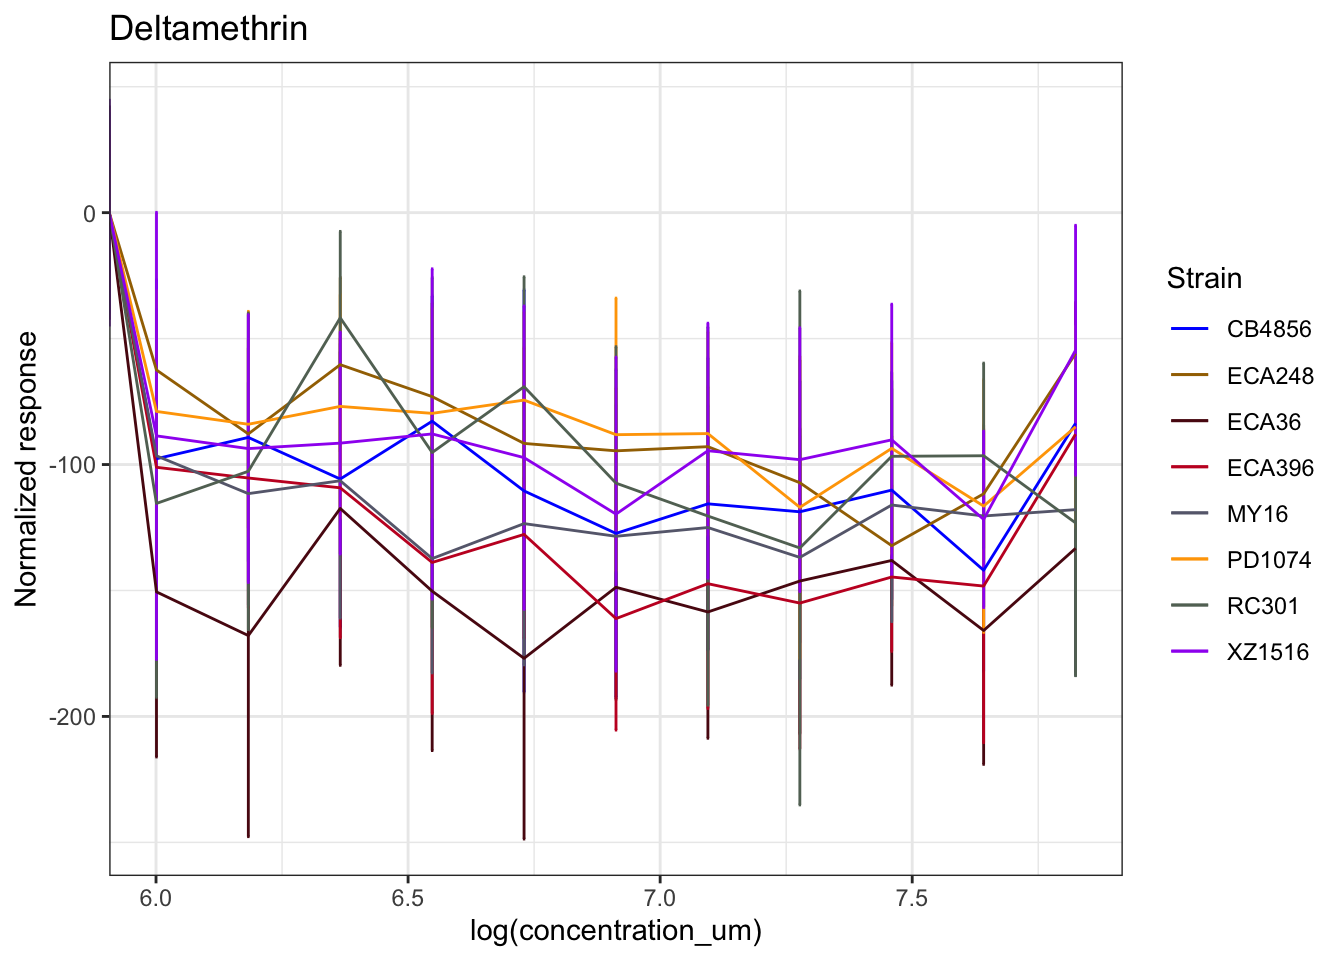 Deltamethrin
Normalized response
0
-100
-200
6.0
6.5
7.0
7.5
log(concentration_um)
Strain
CB4856
ECA248
ECA36
ECA396
MY16
PD1074
RC301
XZ1516